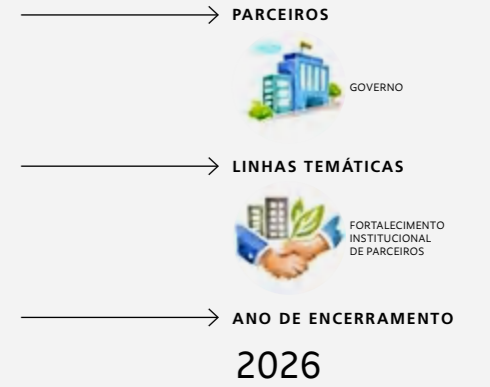 PARCEIROS
GOVERNO
LINHAS TEMÁTICAS
FORTALECIMENTO
INSTITUCIONAL
DE PARCEIROS
ANO DE ENCERRAMENTO
2026